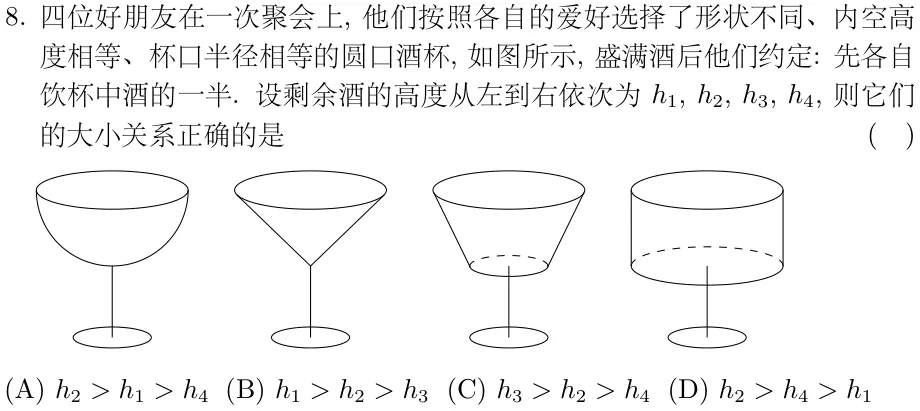 8. 四位好朋友在一次聚会上, 他们按照各自的爱好选择了形状不同、内空高
度相等、杯口半径相等的圆口酒杯, 如图所示, 盛满酒后他们约定: 先各自
饮杯中酒的一半. 设剩余酒的高度从左到右依次为 h₁, h₂, h₃, h₄, 则它们
的大小关系正确的是 ( )
(A) h₂ > h₁ > h₄ (B) h₁ > h₂ > h₃ (C) h₃ > h₂ > h₄ (D) h₂ > h₄ > h₁